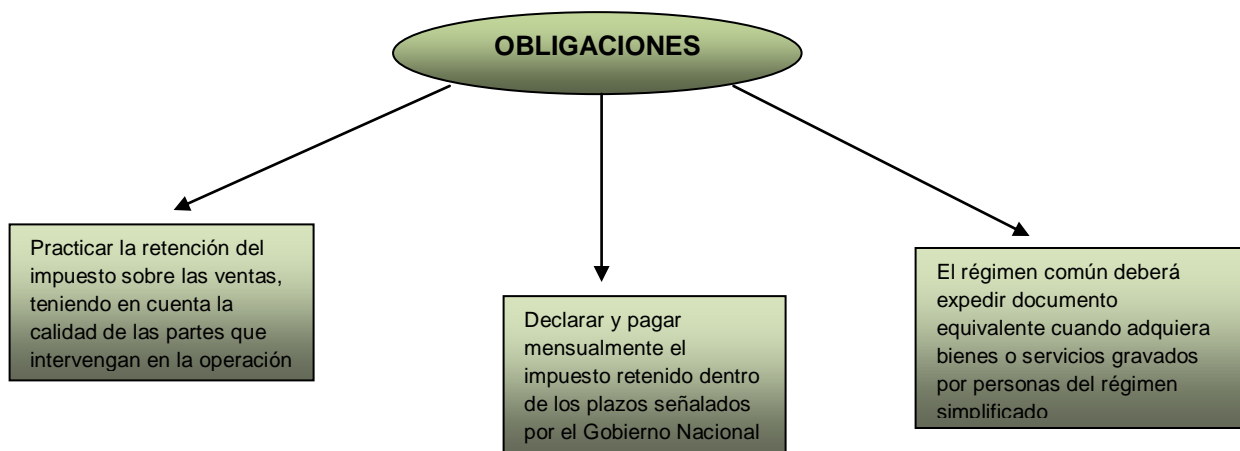 OBLIGACIONES
Practicar la retención del
impuesto sobre las ventas,
teniendo en cuenta la
calidad de las partes que
intervengan en la operación
Declarar y pagar
mensualmente el
impuesto retenido dentro
de los plazos señalados
por el Gobierno Nacional
El régimen común deberá
expedir documento
equivalente cuando adquiera
bienes o servicios gravados
por personas del régimen
simplificado